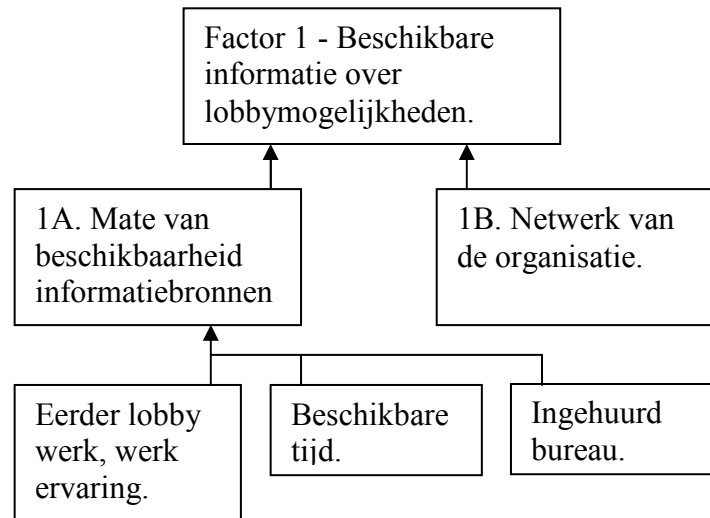 Factor 1 - Beschikbare
informatie over
lobbymogelijkheden.
1A. Mate van
beschikbaarheid
informatiebronnen
1B. Netwerk van
de organisatie.
Eerder lobby
werk, werk
ervaring.
Beschikbare
tijd.
Ingehuurd
bureau.